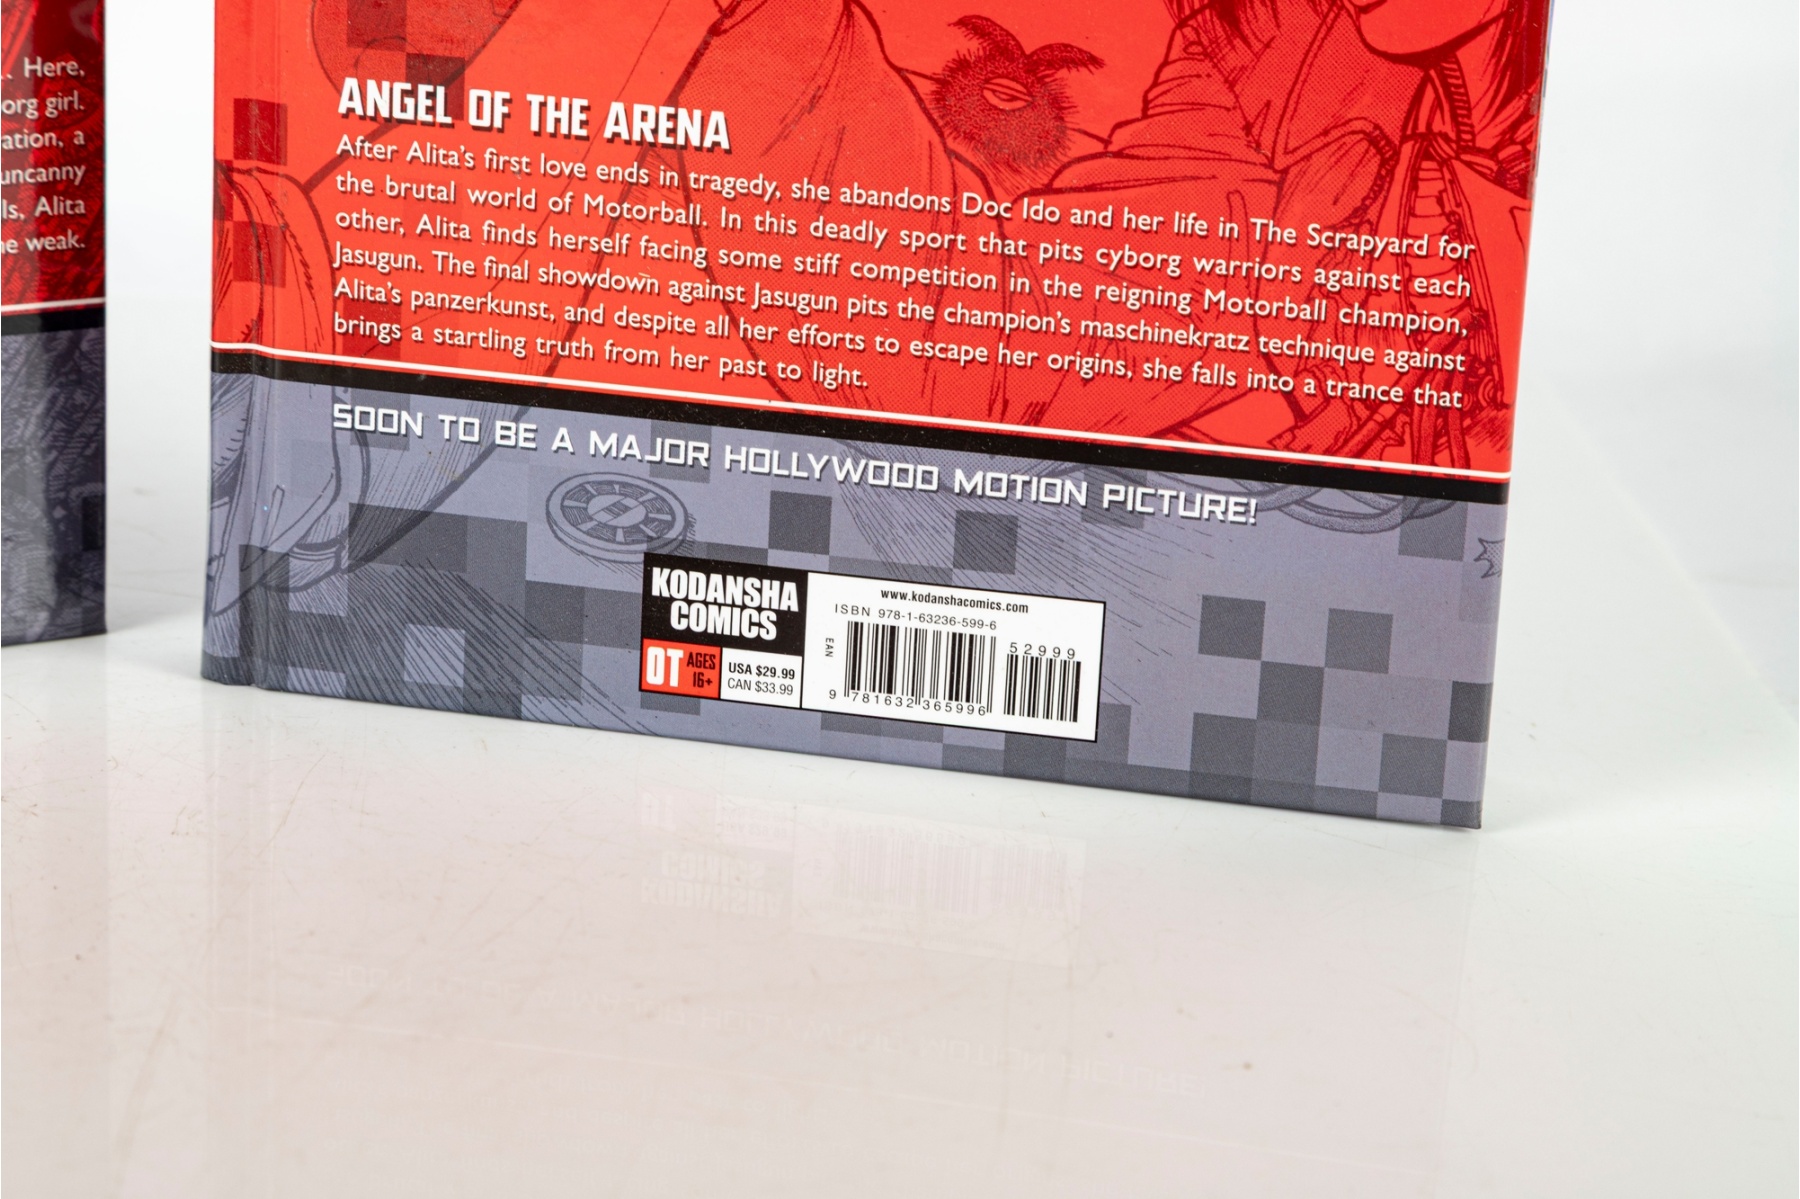 . Here,
org girl.
ation, a
uncanny
ls, Alita
he weak.
ANGEL OF THE ARENA
After Alita's first love ends in tragedy, she abandons Doc Ido and her life in The Scrapyard for
the brutal world of Motorball. In this deadly sport that pits cyborg warriors against each
other, Alita finds herself facing some stiff competition in the reigning Motorball champion,
Jasugun. The final showdown against Jasugun pits the champion's maschinekratz technique against
Alita's panzerkunst, and despite all her efforts to escape her origins, she falls into a trance that
brings a startling truth from her past to light.
SOON TO BE A MAJOR HOLLYWOOD MOTION PICTURE!
KODANSHA
COMICS
OT AGES
16+
USA $29.99
CAN $33.99
www.kodanshacomics.com
ISBN 978-1-63236-599-6
EAN
52999
9 781632 365996